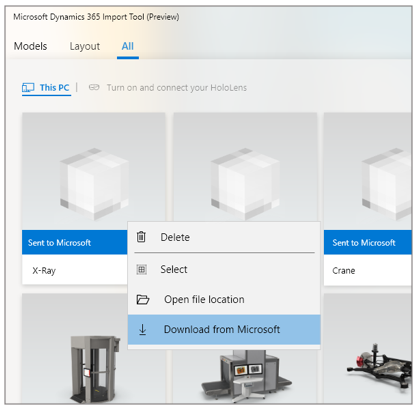 Microsoft Dynamics 365 Import Tool (Preview)
Models Layout All
This PC | Turn on and connect your HoloLens
Sent to Microsoft
Sent to Microsoft
X-Ray
Crane
Delete
Select
Open file location
Download from Microsoft